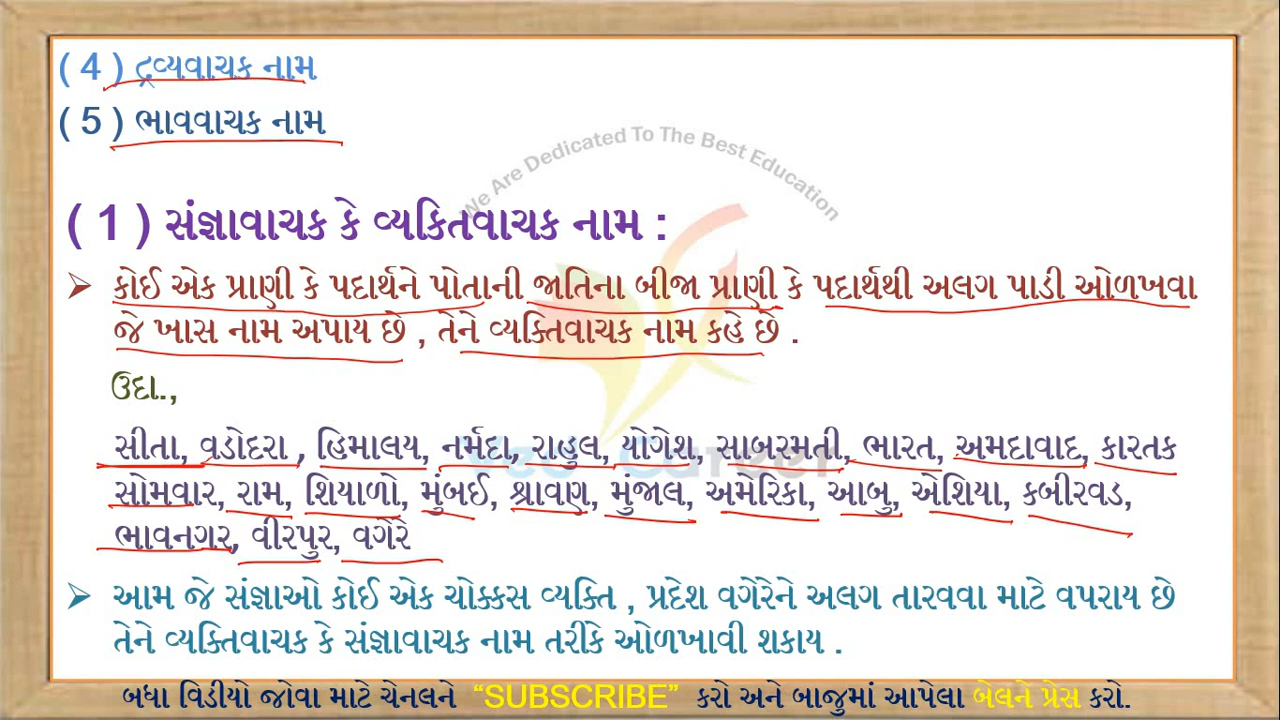 ( 4 ) દ્રવ્યવાચક નામ
( 5 ) ભાવવાચક નામ
We Are Dedicated To The Best Education
( 1 ) સંજ્ઞાવાચક કે વ્યકિતવાચક નામ :
➢ કોઈ એક પ્રાણી કે પદાર્થને પોતાની જાતિના બીજા પ્રાણી કે પદાર્થથી અલગ પાડી ઓળખવા
જે ખાસ નામ અપાય છે , તેને વ્યક્તિવાચક નામ કહે છે .
ઉદા.,
સીતા, વડોદરા , હિમાલય, નર્મદા, રાહુલ, યોગેશ, સાબરમતી, ભારત, અમદાવાદ, કારતક
સોમવાર, રામ, શિયાળો, મુંબઈ, શ્રાવણ, મુંજાલ, અમેરિકા, આબુ, એશિયા, કબીરવડ,
ભાવનગર, વીરપુર, વગેરે
➢ આમ જે સંજ્ઞાઓ કોઈ એક ચોક્કસ વ્યક્તિ , પ્રદેશ વગેરેને અલગ તારવવા માટે વપરાય છે
તેને વ્યક્તિવાચક કે સંજ્ઞાવાચક નામ તરીકે ઓળખાવી શકાય .
બધા વિડીયો જોવા માટે ચેનલને “SUBSCRIBE” કરો અને બાજુમાં આપેલા બેલને પ્રેસ કરો.